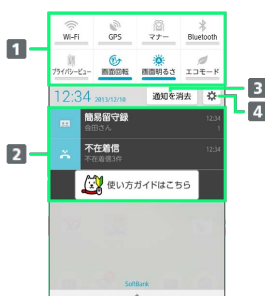 1
Wi-Fi GPS マナー Bluetooth
プライバシービュー 画面回転 画面明るさ エコモード
3
12:34 2013/12/18 通知を消去
4
2
簡易留守録 12:34
会田さん 1
不在着信 12:34
不在着信3件
使い方ガイドはこちら
SoftBank